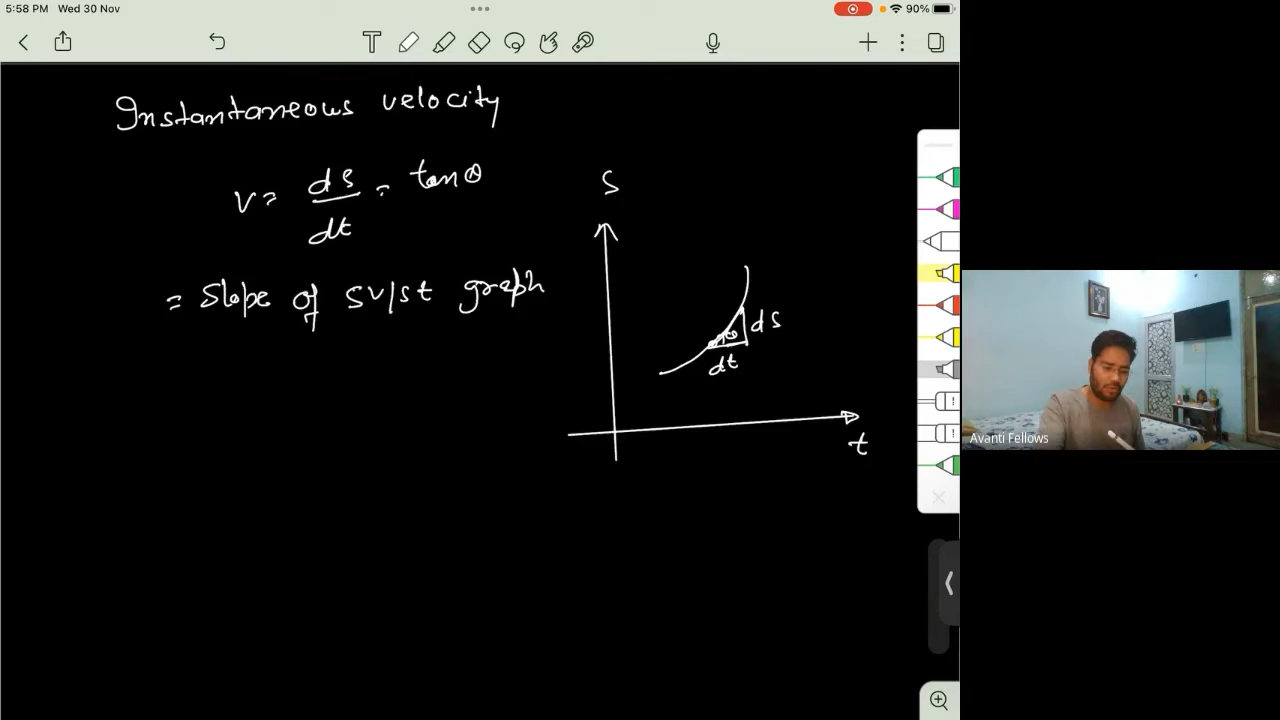 5:58 PM Wed 30 Nov
90%
Instantaneous velocity
v = ds/dt = tanθ
= Slope of s v/s t graph
S
θ
ds
dt
t
Avanti Fellows